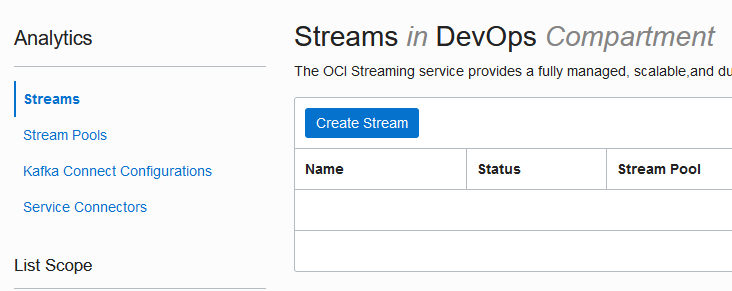 Analytics
Streams
Stream Pools
Kafka Connect Configurations
Service Connectors
List Scope
Streams in DevOps Compartment
The OCI Streaming service provides a fully managed, scalable,and du
Create Stream
Name Status Stream Pool